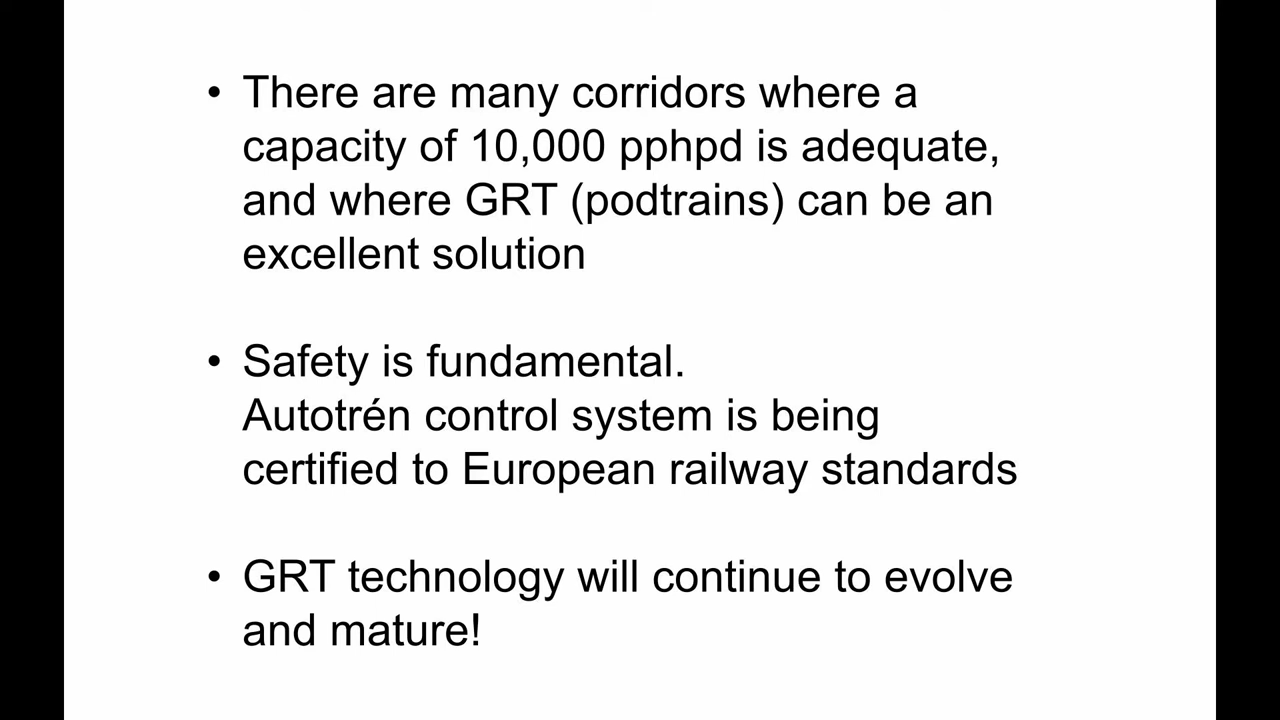 • There are many corridors where a
capacity of 10,000 pphpd is adequate,
and where GRT (podtrains) can be an
excellent solution
• Safety is fundamental.
Autotrén control system is being
certified to European railway standards
• GRT technology will continue to evolve
and mature!